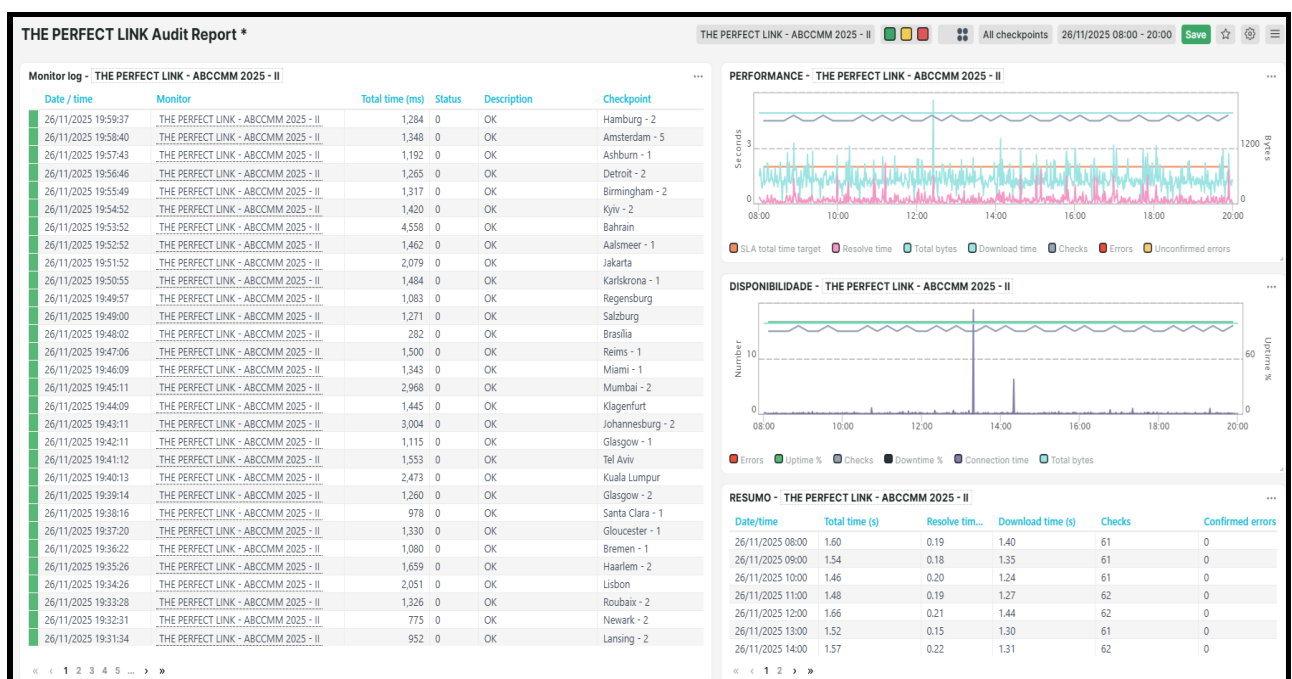 THE PERFECT LINK Audit Report *
THE PERFECT LINK - ABCCMM 2025 - II
All checkpoints
26/11/2025 08:00 - 20:00
Save
Monitor log - THE PERFECT LINK - ABCCMM 2025 - II
Date / time Monitor Total time (ms) Status Description Checkpoint
26/11/2025 19:59:37 THE PERFECT LINK - ABCCMM 2025 - II 1,284 0 OK Hamburg - 2
26/11/2025 19:58:40 THE PERFECT LINK - ABCCMM 2025 - II 1,348 0 OK Amsterdam - 5
26/11/2025 19:57:43 THE PERFECT LINK - ABCCMM 2025 - II 1,192 0 OK Ashburn - 1
26/11/2025 19:56:46 THE PERFECT LINK - ABCCMM 2025 - II 1,265 0 OK Detroit - 2
26/11/2025 19:55:49 THE PERFECT LINK - ABCCMM 2025 - II 1,317 0 OK Birmingham - 2
26/11/2025 19:54:52 THE PERFECT LINK - ABCCMM 2025 - II 1,420 0 OK Kyiv - 2
26/11/2025 19:53:52 THE PERFECT LINK - ABCCMM 2025 - II 4,558 0 OK Bahrain
26/11/2025 19:52:52 THE PERFECT LINK - ABCCMM 2025 - II 1,462 0 OK Aalsmeer - 1
26/11/2025 19:51:52 THE PERFECT LINK - ABCCMM 2025 - II 2,079 0 OK Jakarta
26/11/2025 19:50:55 THE PERFECT LINK - ABCCMM 2025 - II 1,484 0 OK Karlskrona - 1
26/11/2025 19:49:57 THE PERFECT LINK - ABCCMM 2025 - II 1,083 0 OK Regensburg
26/11/2025 19:49:00 THE PERFECT LINK - ABCCMM 2025 - II 1,271 0 OK Salzburg
26/11/2025 19:48:02 THE PERFECT LINK - ABCCMM 2025 - II 282 0 OK Brasília
26/11/2025 19:47:06 THE PERFECT LINK - ABCCMM 2025 - II 1,500 0 OK Reims - 1
26/11/2025 19:46:09 THE PERFECT LINK - ABCCMM 2025 - II 1,343 0 OK Miami - 1
26/11/2025 19:45:11 THE PERFECT LINK - ABCCMM 2025 - II 2,968 0 OK Mumbai - 2
26/11/2025 19:44:09 THE PERFECT LINK - ABCCMM 2025 - II 1,445 0 OK Klagenfurt
26/11/2025 19:43:11 THE PERFECT LINK - ABCCMM 2025 - II 3,004 0 OK Johannesburg - 2
26/11/2025 19:42:11 THE PERFECT LINK - ABCCMM 2025 - II 1,115 0 OK Glasgow - 1
26/11/2025 19:41:12 THE PERFECT LINK - ABCCMM 2025 - II 1,553 0 OK Tel Aviv
26/11/2025 19:40:13 THE PERFECT LINK - ABCCMM 2025 - II 2,473 0 OK Kuala Lumpur
26/11/2025 19:39:14 THE PERFECT LINK - ABCCMM 2025 - II 1,260 0 OK Glasgow - 2
26/11/2025 19:38:16 THE PERFECT LINK - ABCCMM 2025 - II 978 0 OK Santa Clara - 1
26/11/2025 19:37:20 THE PERFECT LINK - ABCCMM 2025 - II 1,330 0 OK Gloucester - 1
26/11/2025 19:36:22 THE PERFECT LINK - ABCCMM 2025 - II 1,080 0 OK Bremen - 1
26/11/2025 19:35:26 THE PERFECT LINK - ABCCMM 2025 - II 1,659 0 OK Haarlem - 2
26/11/2025 19:34:26 THE PERFECT LINK - ABCCMM 2025 - II 2,051 0 OK Lisbon
26/11/2025 19:33:28 THE PERFECT LINK - ABCCMM 2025 - II 1,326 0 OK Roubaix - 2
26/11/2025 19:32:31 THE PERFECT LINK - ABCCMM 2025 - II 775 0 OK Newark - 2
26/11/2025 19:31:34 THE PERFECT LINK - ABCCMM 2025 - II 952 0 OK Lansing - 2
« ‹ 1 2 3 4 5 ... › »
PERFORMANCE - THE PERFECT LINK - ABCCMM 2025 - II
Seconds
3
0
1200
0
Bytes
08:00 10:00 12:00 14:00 16:00 18:00 20:00
SLA total time target Resolve time Total bytes Download time Checks Errors Unconfirmed errors
DISPONIBILIDADE - THE PERFECT LINK - ABCCMM 2025 - II
Number
10
0
60
0
Uptime %
08:00 10:00 12:00 14:00 16:00 18:00 20:00
Errors Uptime % Checks Downtime % Connection time Total bytes
RESUMO - THE PERFECT LINK - ABCCMM 2025 - II
Date/time Total time (s) Resolve tim... Download time (s) Checks Confirmed errors
26/11/2025 08:00 1.60 0.19 1.40 61 0
26/11/2025 09:00 1.54 0.18 1.35 61 0
26/11/2025 10:00 1.46 0.20 1.24 61 0
26/11/2025 11:00 1.48 0.19 1.27 62 0
26/11/2025 12:00 1.66 0.21 1.44 62 0
26/11/2025 13:00 1.52 0.15 1.30 61 0
26/11/2025 14:00 1.57 0.22 1.31 62 0
« ‹ 1 2 › »